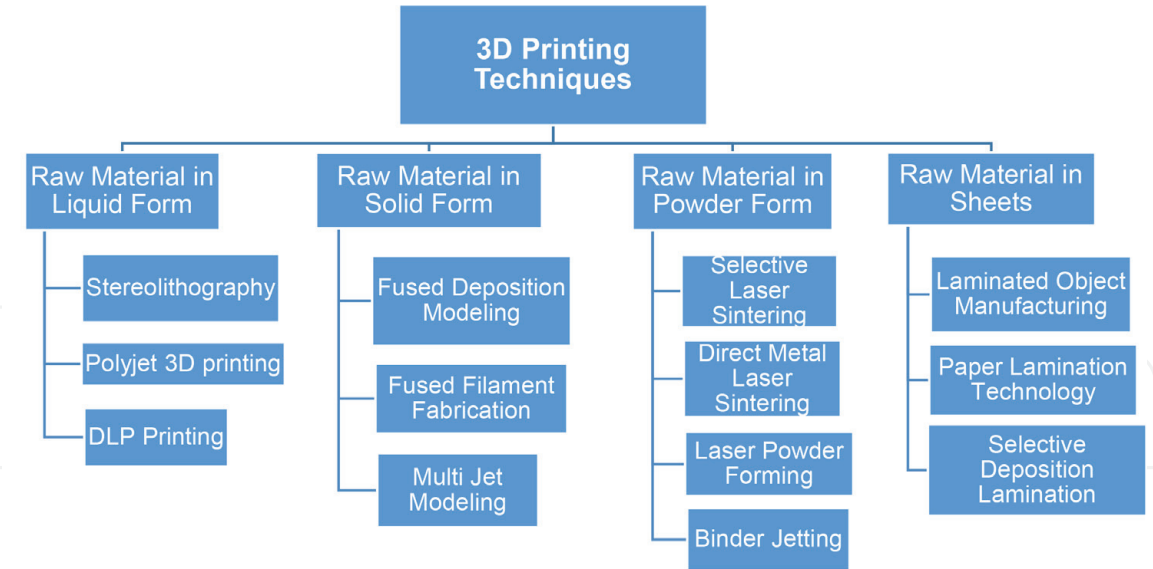 3D Printing
Techniques
Raw Material in
Liquid Form
Stereolithography
Polyjet 3D printing
DLP Printing
Raw Material in
Solid Form
Fused Deposition
Modeling
Fused Filament
Fabrication
Multi Jet
Modeling
Raw Material in
Powder Form
Selective
Laser
Sintering
Direct Metal
Laser
Sintering
Laser Powder
Forming
Binder Jetting
Raw Material in
Sheets
Laminated Object
Manufacturing
Paper Lamination
Technology
Selective
Deposition
Lamination